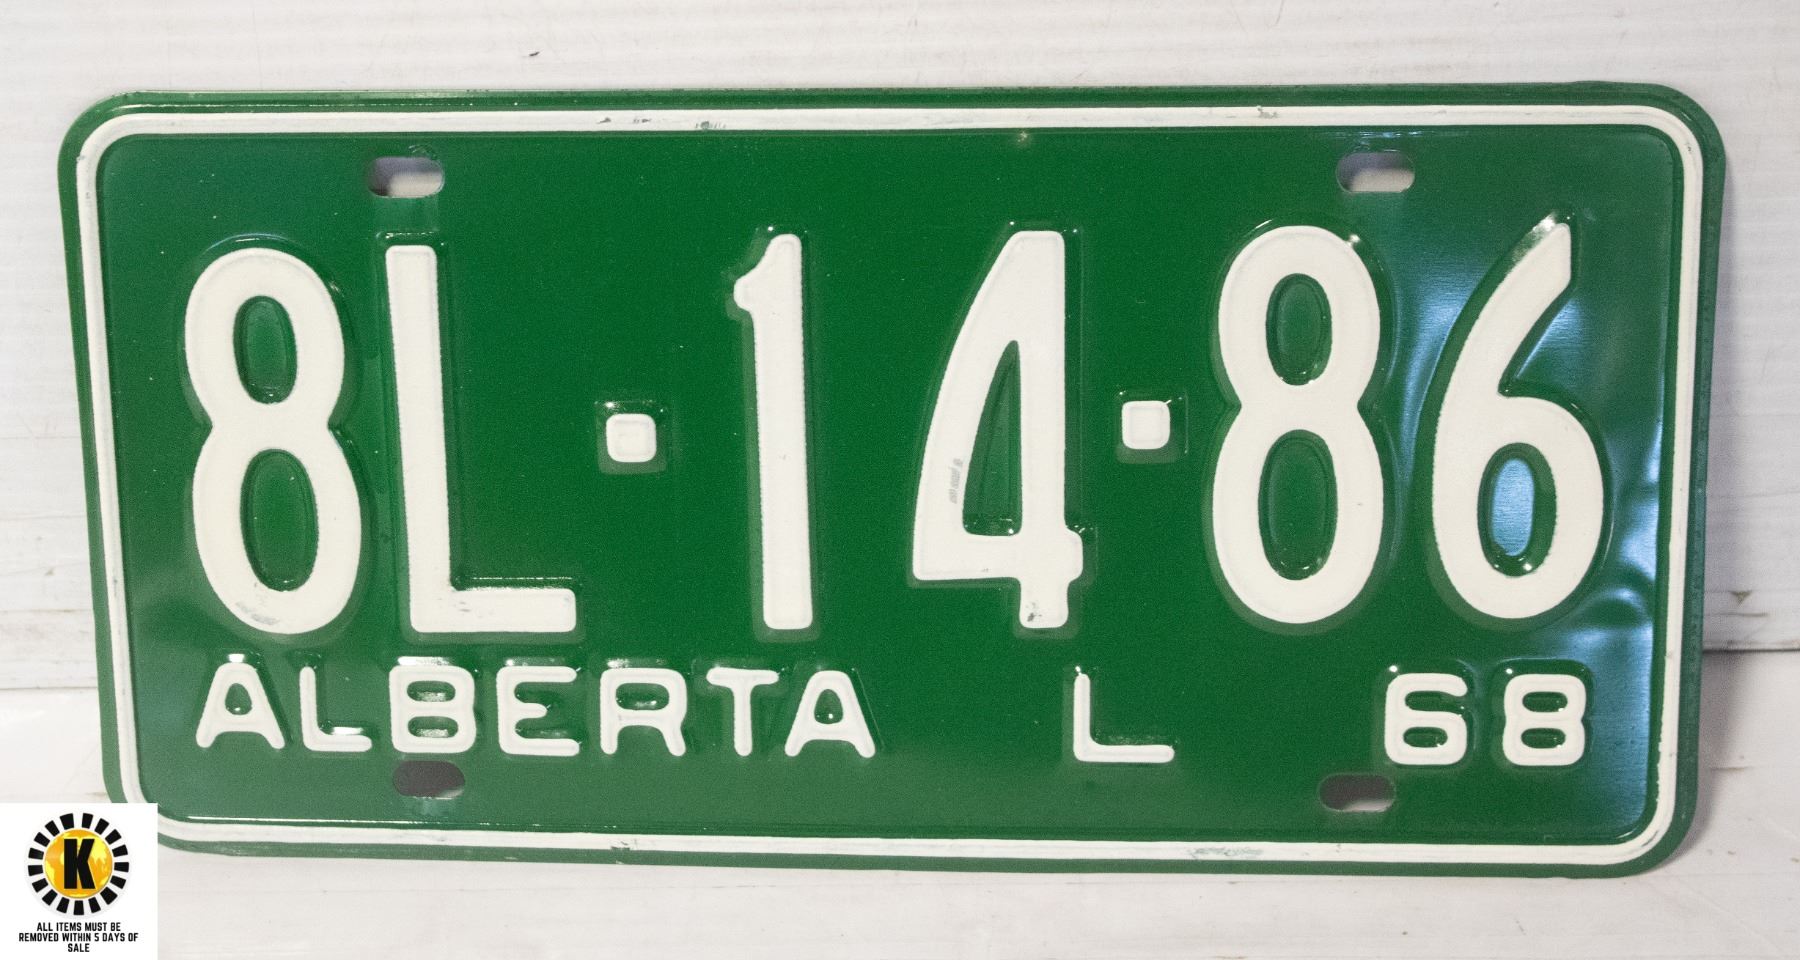 8L·14·86
ALBERTA L 68
K
ALL ITEMS MUST BE
REMOVED WITHIN 5 DAYS OF
SALE